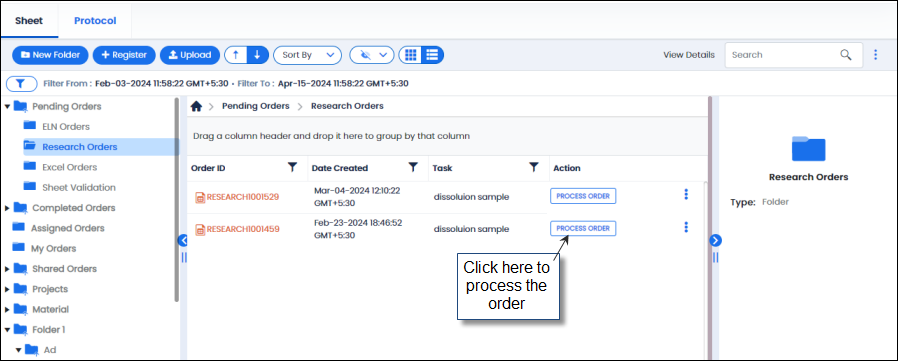 Sheet
Protocol
New Folder
Register
Upload
Sort By
View Details
Search
Filter From : Feb-03-2024 11:58:22 GMT+5:30 • Filter To : Apr-15-2024 11:58:22 GMT+5:30
Pending Orders
ELN Orders
Research Orders
Excel Orders
Sheet Validation
Completed Orders
Assigned Orders
My Orders
Shared Orders
Projects
Material
Folder 1
Ad
Pending Orders
Research Orders
Drag a column header and drop it here to group by that column
Order ID
Date Created
Task
Action
RESEARCH1001529
Mar-04-2024 12:10:22
GMT+5:30
dissoluion sample
PROCESS ORDER
RESEARCH1001459
Feb-23-2024 18:46:52
GMT+5:30
dissoluion sample
PROCESS ORDER
Click here to
process the
order
Research Orders
Type: Folder